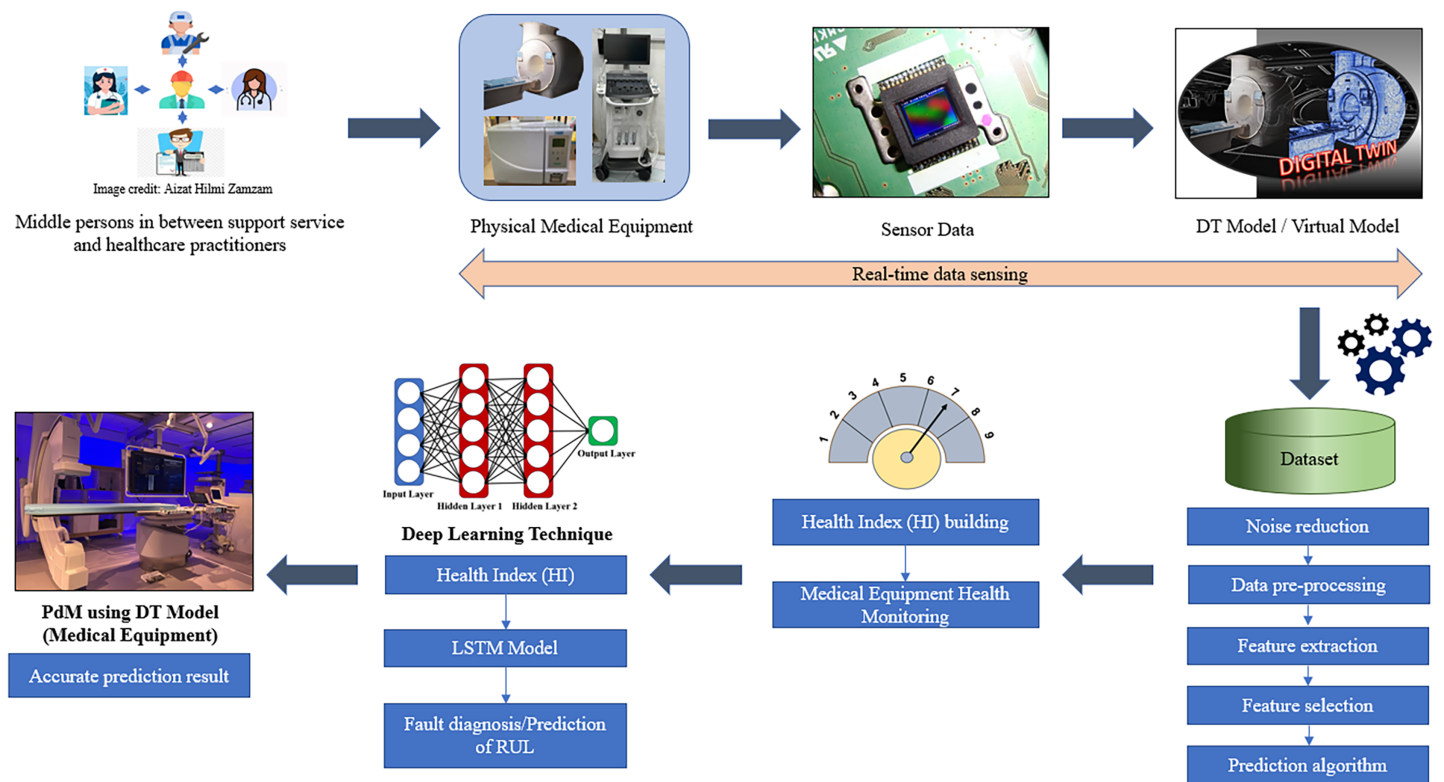 Image credit: Aizat Hilmi Zamzam
Middle persons in between support service
and healthcare practitioners
Physical Medical Equipment
Sensor Data
DIGITAL TWIN
DT Model / Virtual Model
Real-time data sensing
Dataset
Noise reduction
Data pre-processing
Feature extraction
Feature selection
Prediction algorithm
1
2
3
4
5
6
7
8
9
Health Index (HI) building
Medical Equipment Health
Monitoring
Input Layer
Hidden Layer 1
Hidden Layer 2
Output Layer
Deep Learning Technique
Health Index (HI)
LSTM Model
Fault diagnosis/Prediction
of RUL
PdM using DT Model
(Medical Equipment)
Accurate prediction result